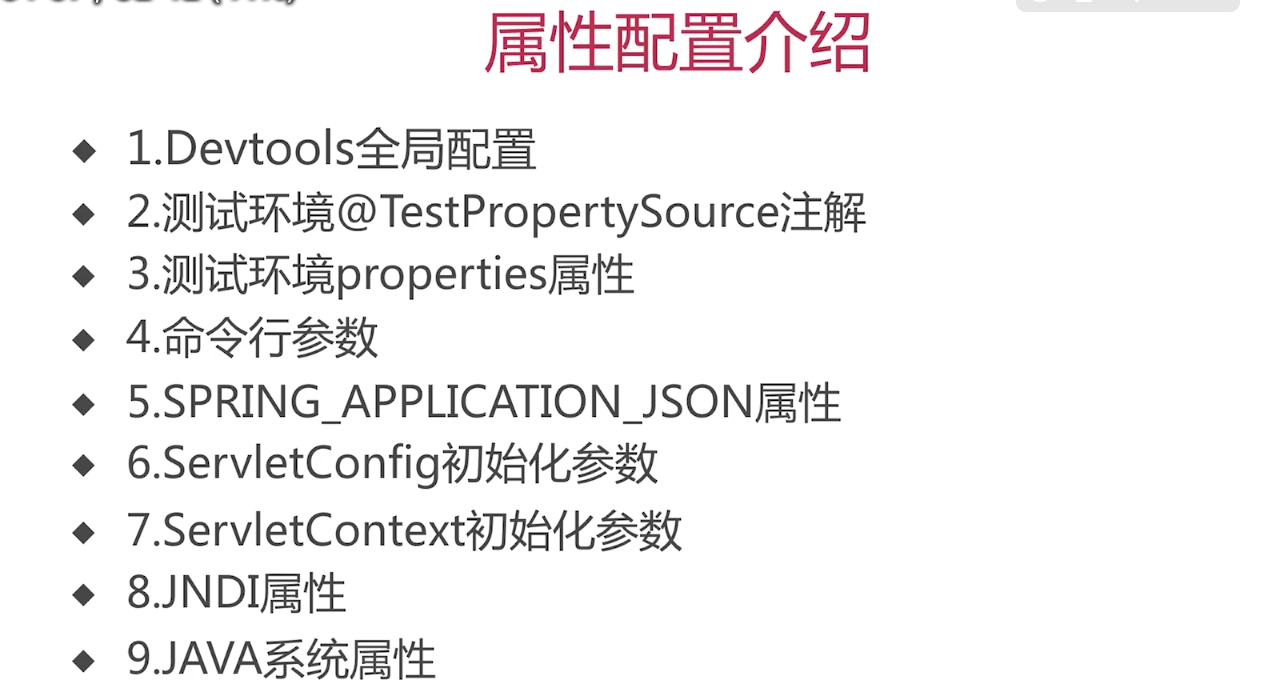 属性配置介绍
1.Devtools全局配置
2.测试环境@TestPropertySource注解
3.测试环境properties属性
4.命令行参数
5.SPRING_APPLICATION_JSON属性
6.ServletConfig初始化参数
7.ServletContext初始化参数
8.JNDI属性
9.JAVA系统属性